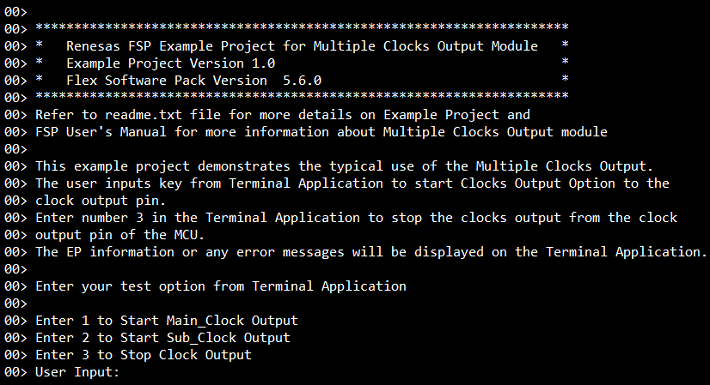 00>
00> **********************************************************************
00> *   Renesas FSP Example Project for Multiple Clocks Output Module   *
00> *   Example Project Version 1.0                                     *
00> *   Flex Software Pack Version  5.6.0                               *
00> **********************************************************************
00> Refer to readme.txt file for more details on Example Project and
00> FSP User's Manual for more information about Multiple Clocks Output module
00>
00> This example project demonstrates the typical use of the Multiple Clocks Output.
00> The user inputs key from Terminal Application to start Clocks Output Option to the
00> clock output pin.
00> Enter number 3 in the Terminal Application to stop the clocks output from the clock
00> output pin of the MCU.
00> The EP information or any error messages will be displayed on the Terminal Application.
00>
00> Enter your test option from Terminal Application
00>
00> Enter 1 to Start Main_Clock Output
00> Enter 2 to Start Sub_Clock Output
00> Enter 3 to Stop Clock Output
00> User Input: